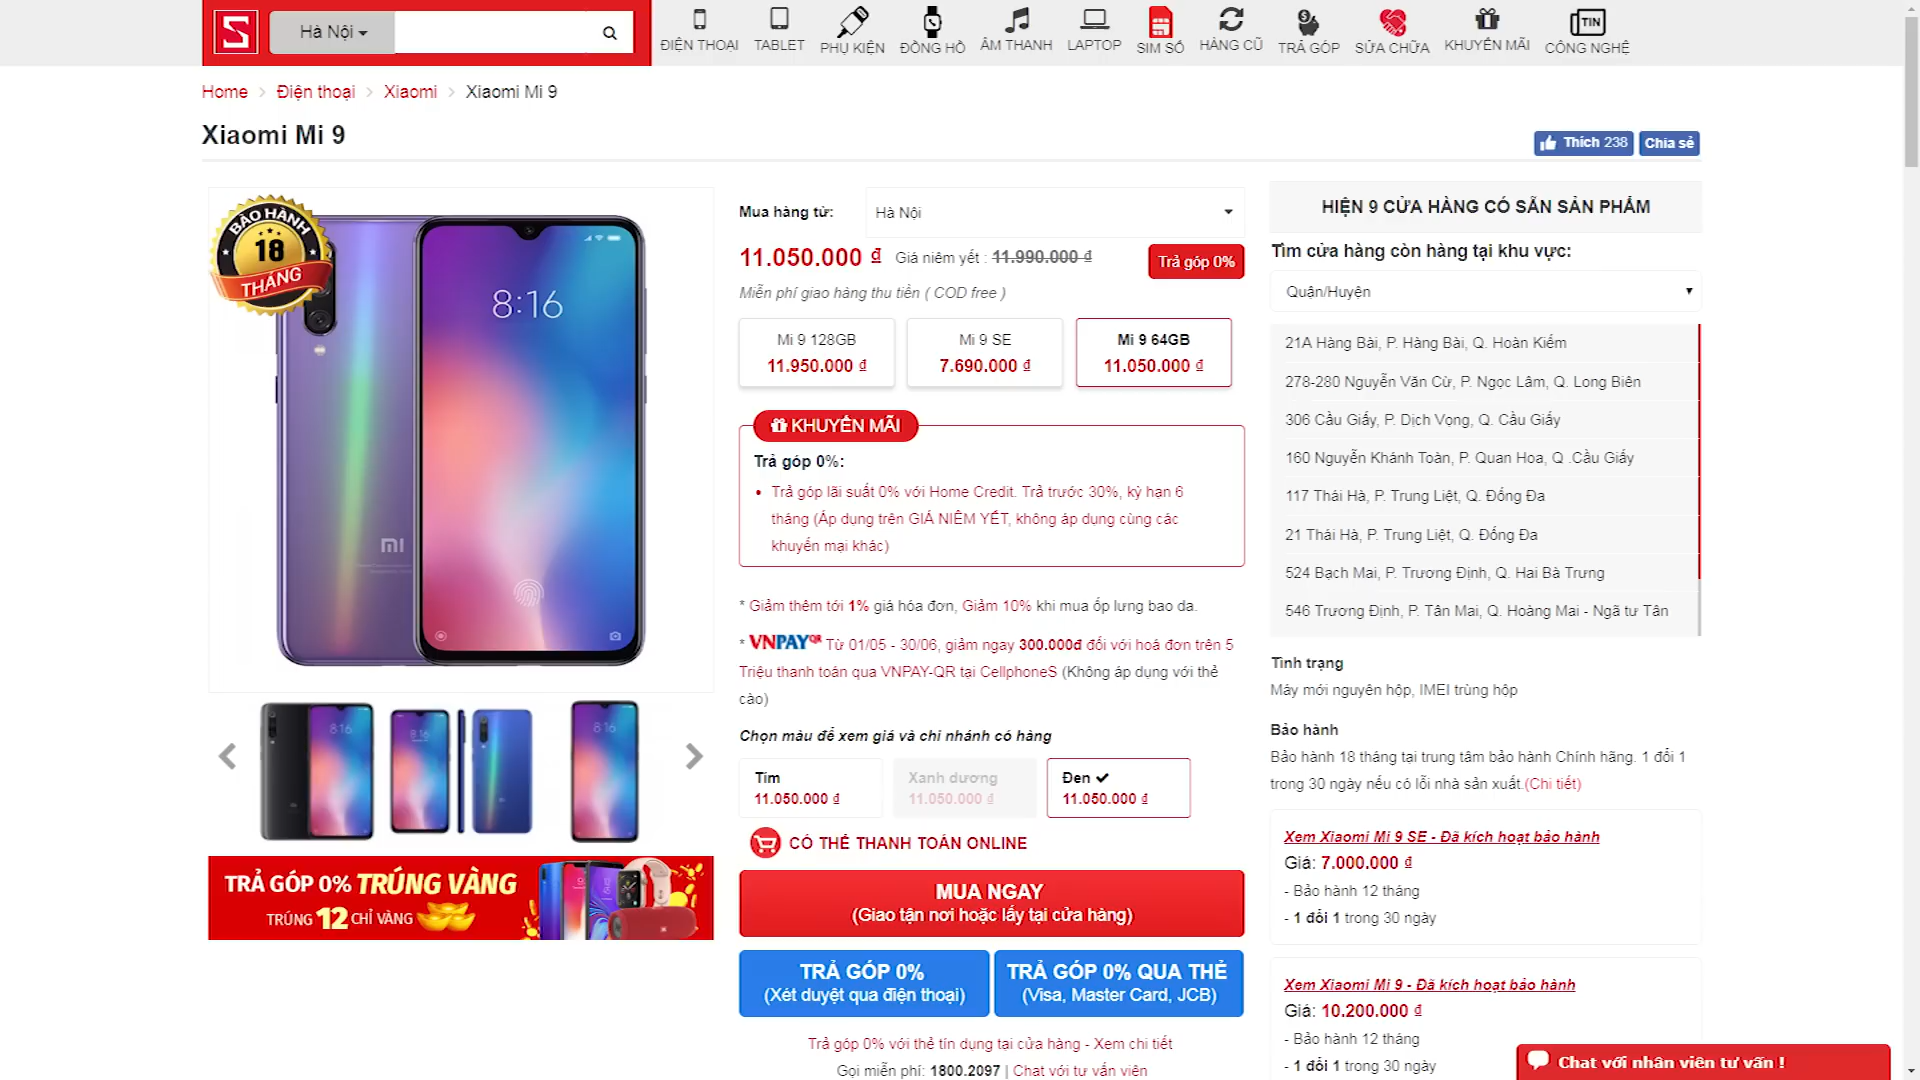 Hà Nội
ĐIỆN THOẠI
TABLET
PHỤ KIỆN
ĐỒNG HỒ
ÂM THANH
LAPTOP
SIM SỐ
HÀNG CŨ
TRẢ GÓP
SỬA CHỮA
KHUYẾN MÃI
TIN
CÔNG NGHỆ
Home > Điện thoại > Xiaomi > Xiaomi Mi 9
Xiaomi Mi 9
Thích 238
Chia sẻ
BẢO HÀNH
18
THÁNG
8:16
MI
8:16
8:16
8:16
TRẢ GÓP 0% TRÚNG VÀNG
TRÚNG 12 CHỈ VÀNG
Mua hàng từ: Hà Nội
11.050.000 ₫ Giá niêm yết : 11.990.000 ₫
Trả góp 0%
Miễn phí giao hàng thu tiền ( COD free )
Mi 9 128GB
11.950.000 ₫
Mi 9 SE
7.690.000 ₫
Mi 9 64GB
11.050.000 ₫
KHUYẾN MÃI
Trả góp 0%:
• Trả góp lãi suất 0% với Home Credit. Trả trước 30%, kỳ hạn 6
tháng (Áp dụng trên GIÁ NIÊM YẾT, không áp dụng cùng các
khuyến mại khác)
* Giảm thêm tới 1% giá hóa đơn, Giảm 10% khi mua ốp lưng bao da.
* VNPAYQR Từ 01/05 - 30/06, giảm ngay 300.000đ đối với hoá đơn trên 5
Triệu thanh toán qua VNPAY-QR tại CellphoneS (Không áp dụng với thẻ
cào)
Chọn màu để xem giá và chi nhánh có hàng
Tím
11.050.000 ₫
Xanh dương
11.050.000 ₫
Đen ✓
11.050.000 ₫
CÓ THỂ THANH TOÁN ONLINE
MUA NGAY
(Giao tận nơi hoặc lấy tại cửa hàng)
TRẢ GÓP 0%
(Xét duyệt qua điện thoại)
TRẢ GÓP 0% QUA THẺ
(Visa, Master Card, JCB)
Trả góp 0% với thẻ tín dụng tại cửa hàng - Xem chi tiết
Gọi miễn phí: 1800.2097 | Chat với tư vấn viên
HIỆN 9 CỬA HÀNG CÓ SẴN SẢN PHẨM
Tìm cửa hàng còn hàng tại khu vực:
Quận/Huyện
21A Hàng Bài, P. Hàng Bài, Q. Hoàn Kiếm
278-280 Nguyễn Văn Cừ, P. Ngọc Lâm, Q. Long Biên
306 Cầu Giấy, P. Dịch Vọng, Q. Cầu Giấy
160 Nguyễn Khánh Toàn, P. Quan Hoa, Q .Cầu Giấy
117 Thái Hà, P. Trung Liệt, Q. Đống Đa
21 Thái Hà, P. Trung Liệt, Q. Đống Đa
524 Bạch Mai, P. Trương Định, Q. Hai Bà Trưng
546 Trương Định, P. Tân Mai, Q. Hoàng Mai - Ngã tư Tân
Tình trạng
Máy mới nguyên hộp, IMEI trùng hộp
Bảo hành
Bảo hành 18 tháng tại trung tâm bảo hành Chính hãng. 1 đổi 1
trong 30 ngày nếu có lỗi nhà sản xuất.(Chi tiết)
Xem Xiaomi Mi 9 SE - Đã kích hoạt bảo hành
Giá: 7.000.000 ₫
- Bảo hành 12 tháng
- 1 đổi 1 trong 30 ngày
Xem Xiaomi Mi 9 - Đã kích hoạt bảo hành
Giá: 10.200.000 ₫
- Bảo hành 12 tháng
- 1 đổi 1 trong 30 ngày
Chat với nhân viên tư vấn !